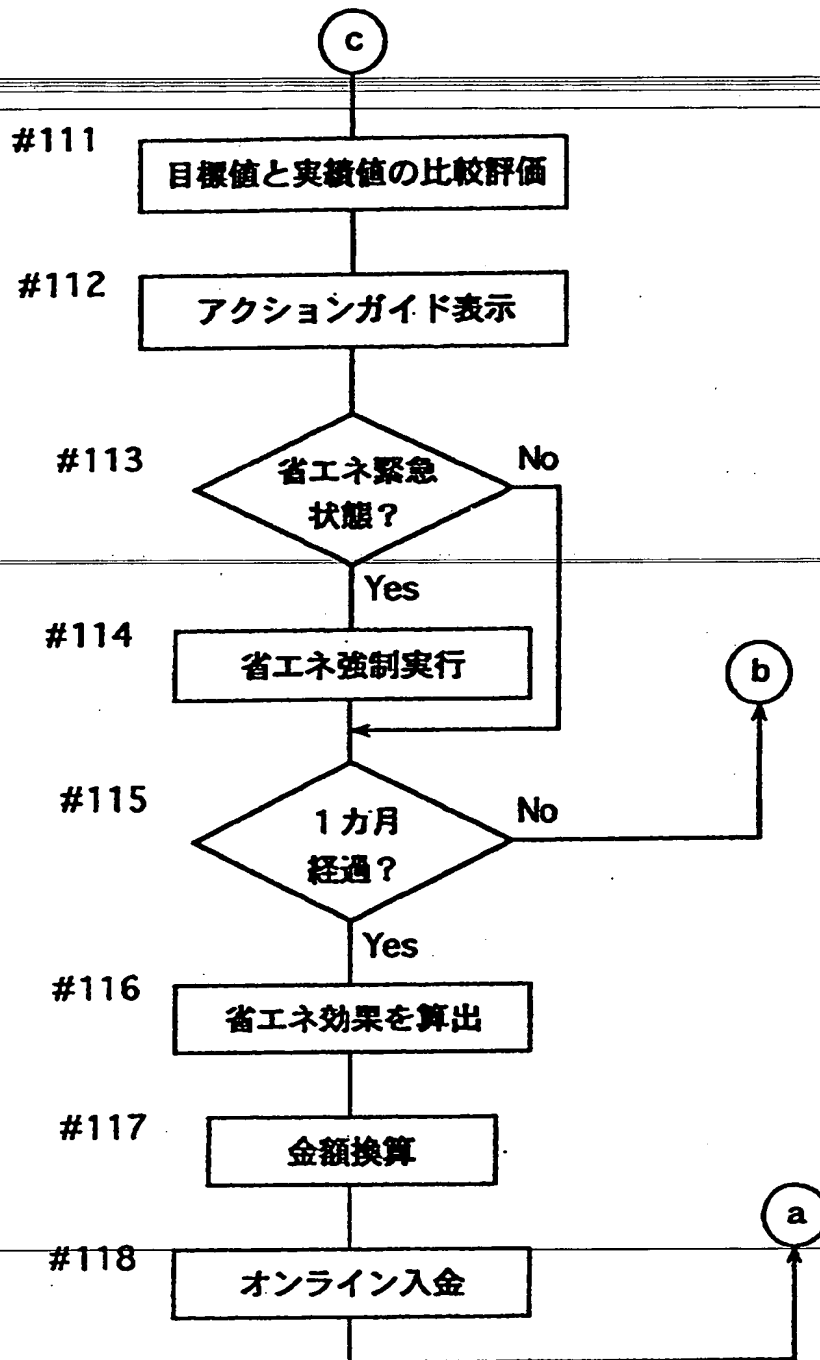 c
#111
目標値と実績値の比較評価
#112
アクションガイド表示
#113
省エネ緊急
状態?
No
Yes
#114
省エネ強制実行
b
#115
1カ月
経過?
No
Yes
#116
省エネ効果を算出
#117
金額換算
a
#118
オンライン入金